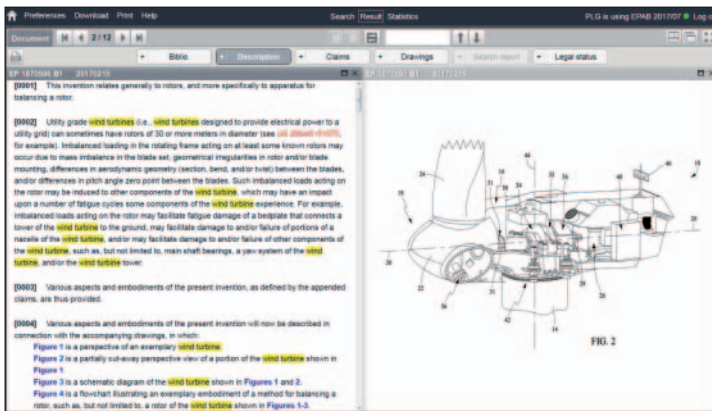 Preferences Download Print Help Search Result Statistics PLG is using EPAB 2017/07 Log
Document 2 / 12
+ Biblio. + Description + Claims + Drawings + Search report + Legal status
EP 1870596 B1 20170215
[0001] This invention relates generally to rotors, and more specifically to apparatus for
balancing a rotor.
[0002] Utility grade wind turbines (i.e., wind turbines designed to provide electrical power to a
utility grid) can sometimes have rotors of 30 or more meters in diameter (see
for example). Imbalanced loading in the rotating frame acting on at least some known rotors may
occur due to mass imbalance in the blade set, geometrical irregularities in rotor and/or blade
mounting, differences in aerodynamic geometry (section, bend, and/or twist) between the blades,
and/or differences in pitch angle zero point between the blades. Such imbalanced loads acting on
the rotor may be induced to other components of the wind turbine, which may have an impact
upon a number of fatigue cycles some components of the wind turbine experience. For example,
imbalanced loads acting on the rotor may facilitate fatigue damage of a bedplate that connects a
tower of the wind turbine to the ground, may facilitate damage to and/or failure of portions of a
nacelle of the wind turbine, and/or may facilitate damage to and/or failure of other components of
the wind turbine, such as, but not limited to, main shaft bearings, a yaw system of the wind
turbine, and/or the wind turbine tower.
[0003] Various aspects and embodiments of the present invention, as defined by the appended
claims, are thus provided.
[0004] Various aspects and embodiments of the present invention will now be described in
connection with the accompanying drawings, in which:
Figure 1 is a perspective of an exemplary wind turbine.
Figure 2 is a partially cut-away perspective view of a portion of the wind turbine shown in
Figure 1.
Figure 3 is a schematic diagram of the wind turbine shown in Figures 1 and 2.
Figure 4 is a flowchart illustrating an exemplary embodiment of a method for balancing a
rotor, such as, but not limited to, a rotor of the wind turbine shown in Figures 1-3.
FIG. 2